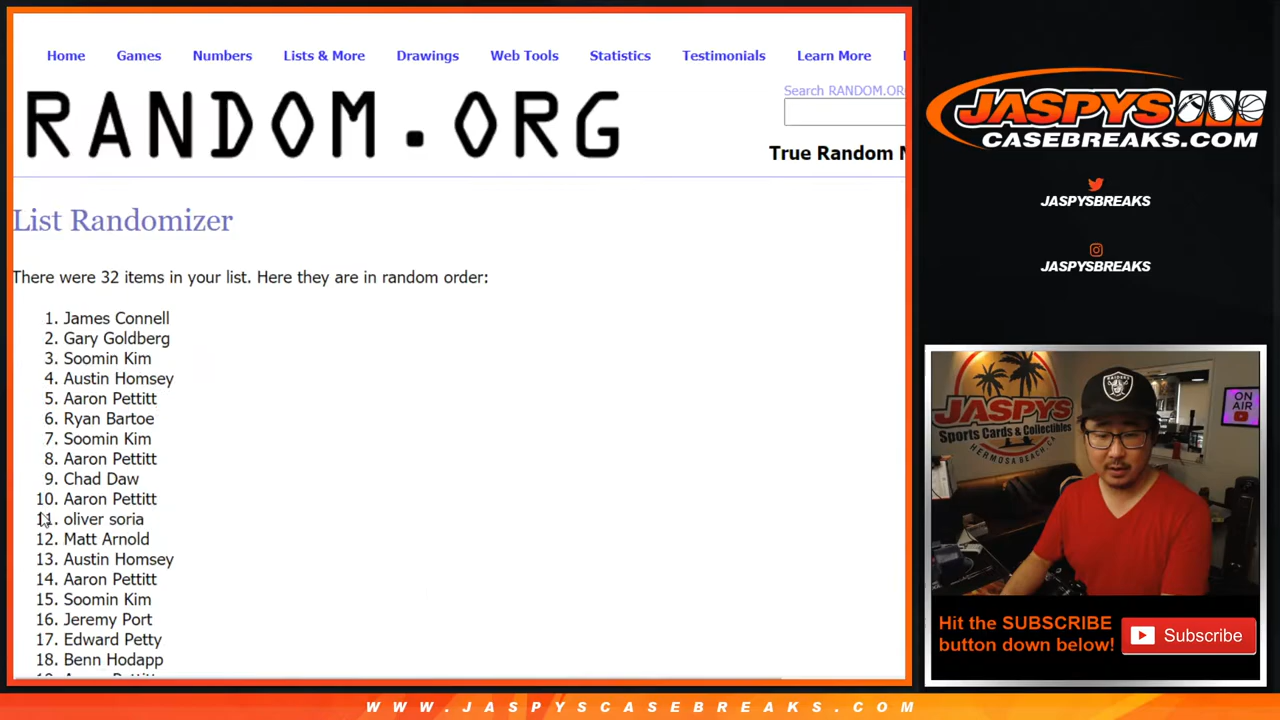 Home Games Numbers Lists & More Drawings Web Tools Statistics Testimonials Learn More
RANDOM.ORG
Search RANDOM.OR
True Random
List Randomizer
There were 32 items in your list. Here they are in random order:
1. James Connell
2. Gary Goldberg
3. Soomin Kim
4. Austin Homsey
5. Aaron Pettitt
6. Ryan Bartoe
7. Soomin Kim
8. Aaron Pettitt
9. Chad Daw
10. Aaron Pettitt
11. oliver soria
12. Matt Arnold
13. Austin Homsey
14. Aaron Pettitt
15. Soomin Kim
16. Jeremy Port
17. Edward Petty
18. Benn Hodapp
JASPYS
CASEBREAKS.COM
JASPYSBREAKS
JASPYSBREAKS
RAIDERS
JASPYS
Sports Cards & Collectibles
HERMOSA BEACH, CA
ON
AIR
Hit the SUBSCRIBE
button down below!
Subscribe
WWW.JASPYSCASEBREAKS.COM